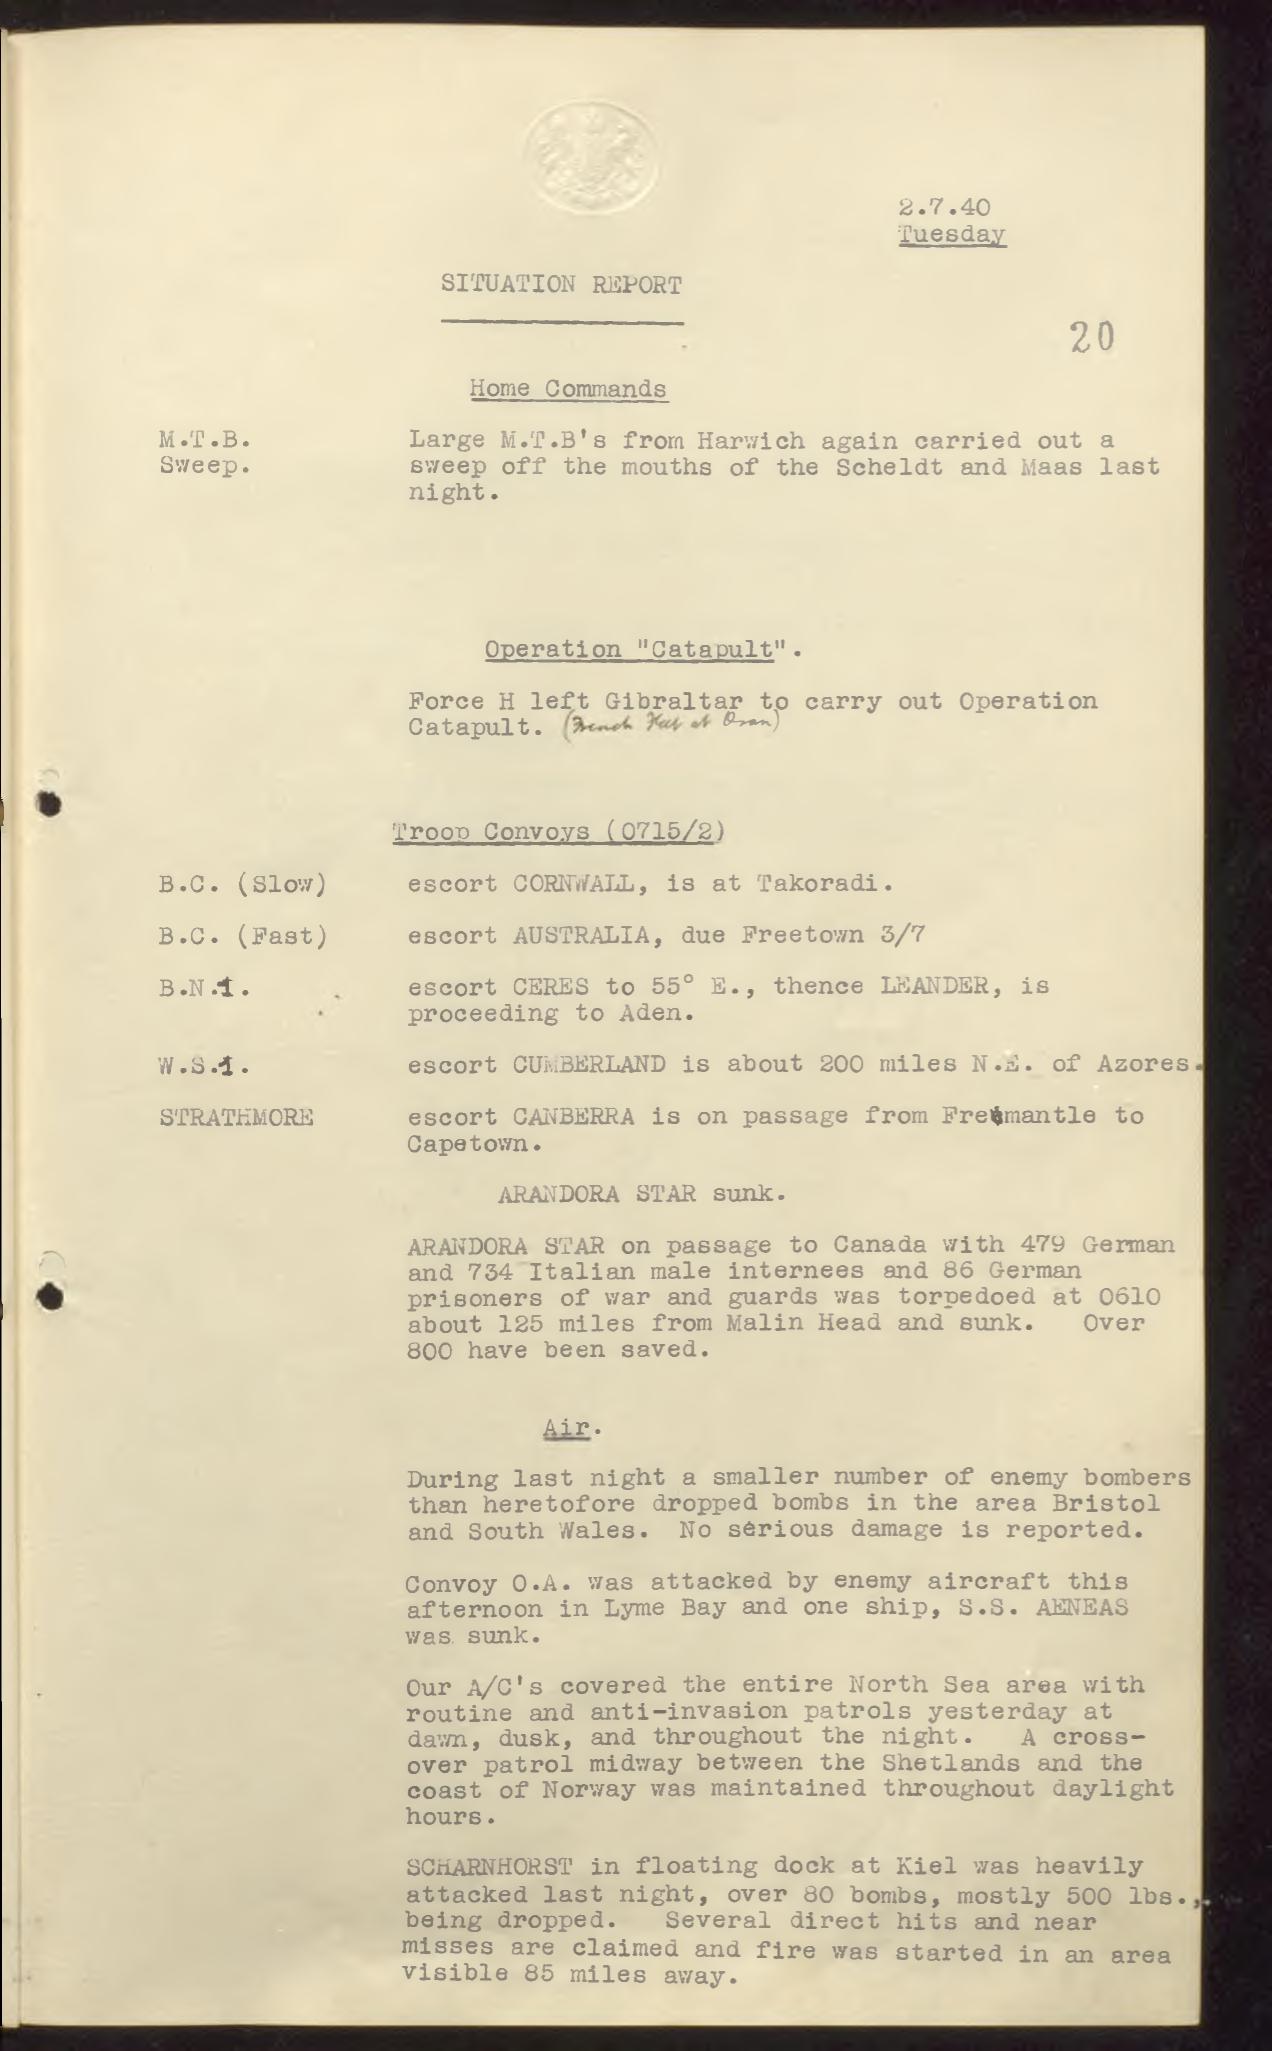 2.7.40
Tuesday
SITUATION REPORT
20
Home Commands
M.T.B.
Sweep.
Large M.T.B's from Harwich again carried out a
sweep off the mouths of the Scheldt and Maas last
night.
Operation "Catapult".
Force H left Gibraltar to carry out Operation
Catapult. (French Fleet at Oran)
Troop Convoys (0715/2)
B.C. (Slow) escort CORNWALL, is at Takoradi.
B.C. (Fast) escort AUSTRALIA, due Freetown 3/7
B.N.1. escort CERES to 55° E., thence LEANDER, is
proceeding to Aden.
W.S.1. escort CUMBERLAND is about 200 miles N.E. of Azores.
STRATHMORE escort CANBERRA is on passage from Freemantle to
Capetown.
ARANDORA STAR sunk.
ARANDORA STAR on passage to Canada with 479 German
and 734 Italian male internees and 86 German
prisoners of war and guards was torpedoed at 0610
about 125 miles from Malin Head and sunk. Over
800 have been saved.
Air.
During last night a smaller number of enemy bombers
than heretofore dropped bombs in the area Bristol
and South Wales. No serious damage is reported.
Convoy O.A. was attacked by enemy aircraft this
afternoon in Lyme Bay and one ship, S.S. AENEAS
was sunk.
Our A/C's covered the entire North Sea area with
routine and anti-invasion patrols yesterday at
dawn, dusk, and throughout the night. A cross-
over patrol midway between the Shetlands and the
coast of Norway was maintained throughout daylight
hours.
SCHARNHORST in floating dock at Kiel was heavily
attacked last night, over 80 bombs, mostly 500 lbs.,
being dropped. Several direct hits and near
misses are claimed and fire was started in an area
visible 85 miles away.